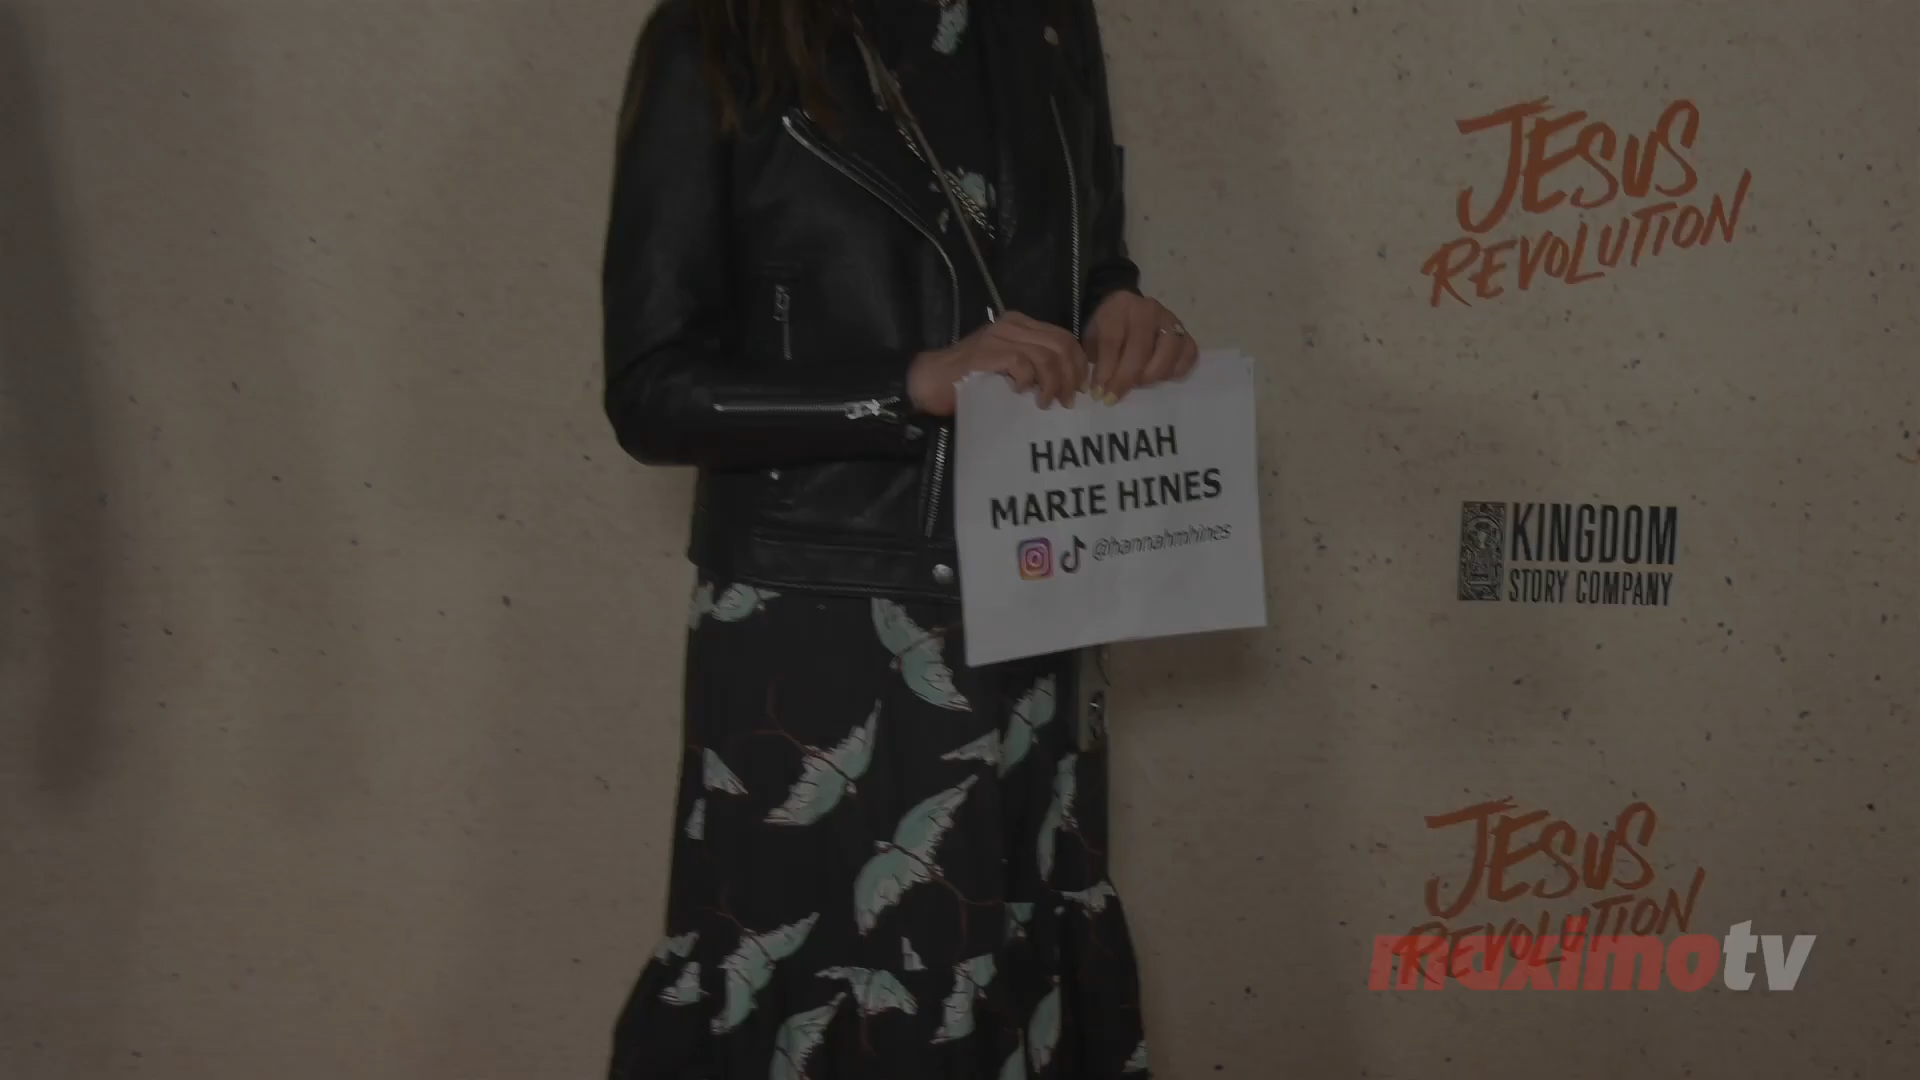 JESUS
REVOLUTION
HANNAH
MARIE HINES
@hannahmhines
KINGDOM
STORY COMPANY
JESUS
REVOLUTION
maximotv